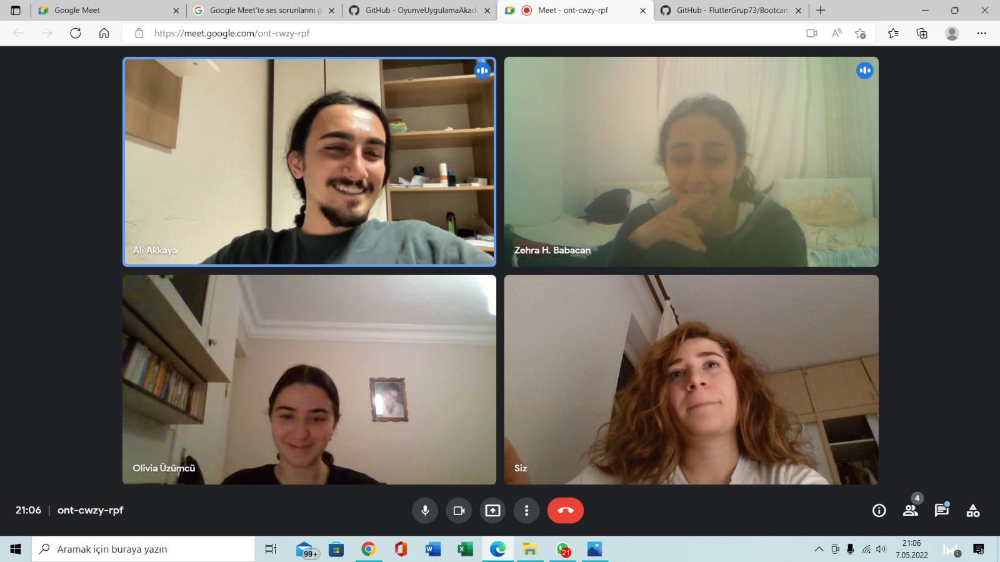 Google Meet
Google Meet'te ses sorunlarını g
GitHub - OyunveUygulamaAkade
Meet - ont-cwzy-rpf
GitHub - FlutterGrup73/Bootcam
https://meet.google.com/ont-cwzy-rpf
Ali Akkaya
Zehra H. Babacan
Olivia Üzümcü
Siz
21:06 | ont-cwzy-rpf
4
Aramak için buraya yazın
99+
21
21:06
7.05.2022